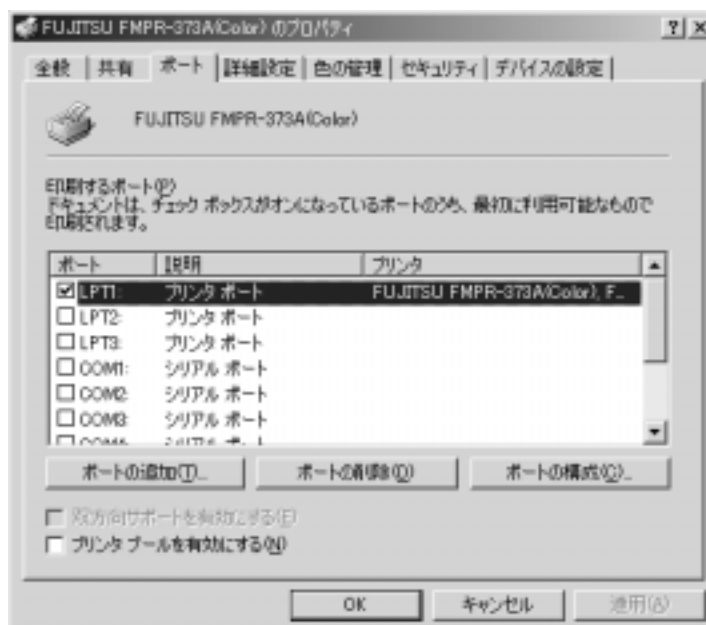 FUJITSU FMPR-373A(Color) のプロパティ
全般 共有 ポート 詳細設定 色の管理 セキュリティ デバイスの設定
FUJITSU FMPR-373A(Color)
印刷するポート(P)
ドキュメントは、チェック ボックスがオンになっているポートのうち、最初に利用可能なもので
印刷されます。
ポート 説明 プリンタ
LPT1: プリンタ ポート FUJITSU FMPR-373A(Color), F...
LPT2: プリンタ ポート
LPT3: プリンタ ポート
COM1: シリアル ポート
COM2: シリアル ポート
COM3: シリアル ポート
COM4: シリアル ポート
ポートの追加(T)... ポートの削除(D) ポートの構成(C)...
双方向サポートを有効にする(E)
プリンタ プールを有効にする(N)
OK キャンセル 適用(A)